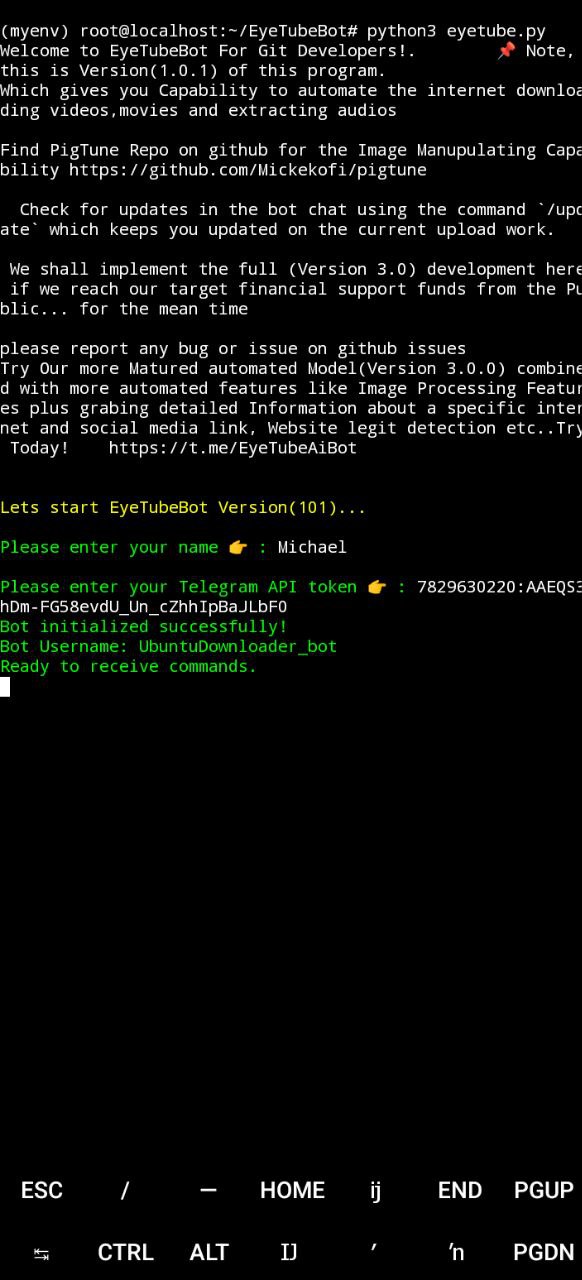 (myenv) root@localhost:~/EyeTubeBot# python3 eyetube.py
Welcome to EyeTubeBot For Git Developers!. 📌 Note,
this is Version(1.0.1) of this program.
Which gives you Capability to automate the internet downloa
ding videos,movies and extracting audios
Find PigTune Repo on github for the Image Manupulating Capa
bility https://github.com/Mickekofi/pigtune
Check for updates in the bot chat using the command `/upd
ate` which keeps you updated on the current upload work.
We shall implement the full (Version 3.0) development here
if we reach our target financial support funds from the Pu
blic... for the mean time
please report any bug or issue on github issues
Try Our more Matured automated Model(Version 3.0.0) combine
d with more automated features like Image Processing Featur
es plus grabing detailed Information about a specific inter
net and social media link, Website legit detection etc..Try
Today! https://t.me/EyeTubeAiBot
Lets start EyeTubeBot Version(101)...
Please enter your name 👉 : Michael
Please enter your Telegram API token 👉 : 7829630220:AAEQS3
hDm-FG58evdU_Un_cZhhIpBaJLbF0
Bot initialized successfully!
Bot Username: UbuntuDownloader_bot
Ready to receive commands.
ESC / — HOME ĳ END PGUP
↹ CTRL ALT Ĳ ʼ ŉ PGDN